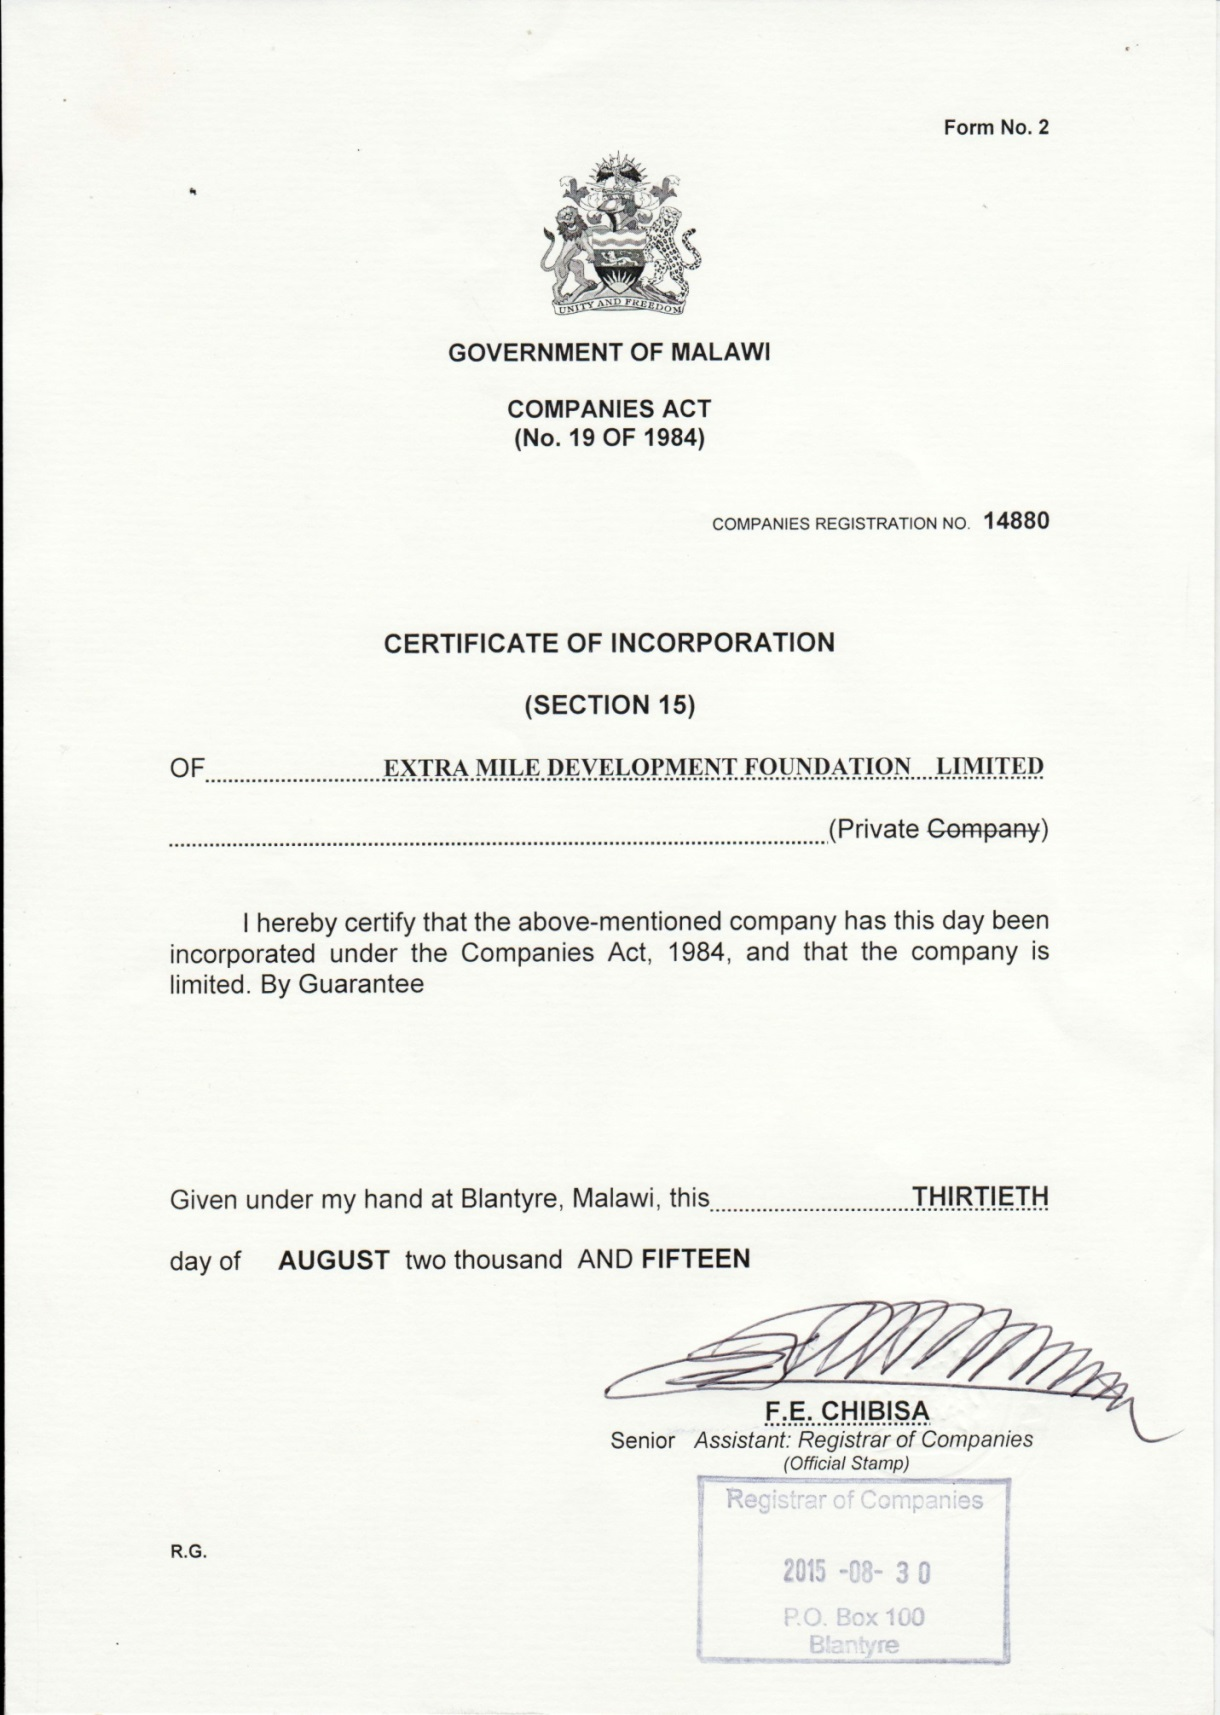 Form No. 2
UNITY AND FREEDOM
GOVERNMENT OF MALAWI
COMPANIES ACT
(No. 19 OF 1984)
COMPANIES REGISTRATION NO. 14880
CERTIFICATE OF INCORPORATION
(SECTION 15)
OF EXTRA MILE DEVELOPMENT FOUNDATION LIMITED
(Private Company)
I hereby certify that the above-mentioned company has this day been
incorporated under the Companies Act, 1984, and that the company is
limited. By Guarantee
Given under my hand at Blantyre, Malawi, this THIRTIETH
day of AUGUST two thousand AND FIFTEEN
F.E. CHIBISA
Senior Assistant: Registrar of Companies
(Official Stamp)
Registrar of Companies
R.G.
2015 -08- 30
P.O. Box 100
Blantyre